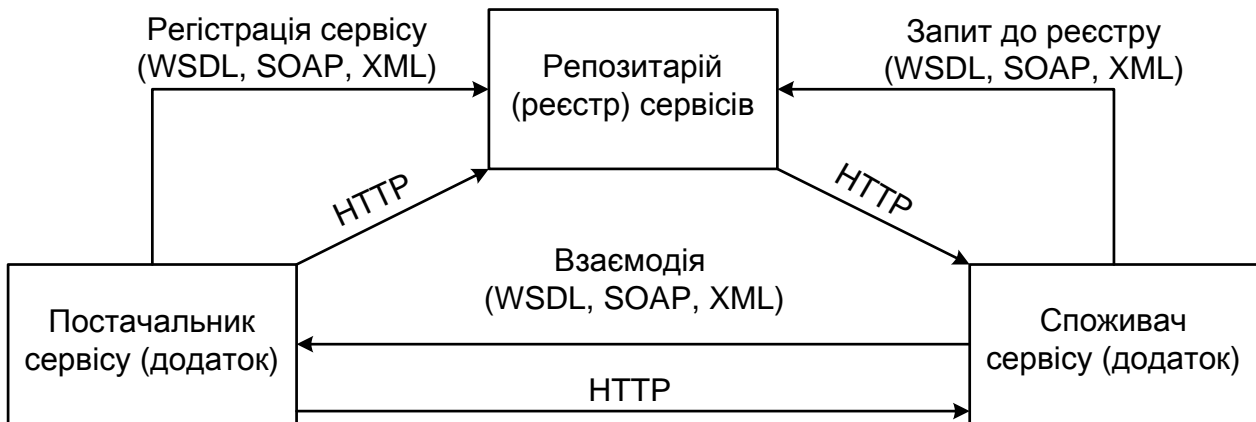 Регістрація сервісу
(WSDL, SOAP, XML)
Репозитарій
(реєстр) сервісів
Запит до реєстру
(WSDL, SOAP, XML)
HTTP
HTTP
Взаємодія
(WSDL, SOAP, XML)
Постачальник
сервісу (додаток)
Споживач
сервісу (додаток)
HTTP